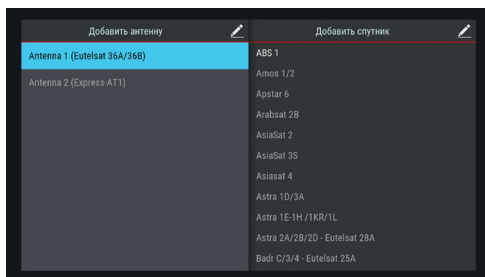 Добавить антенну
Antenna 1 (Eutelsat 36A/36B)
Antenna 2 (Express-AT1)
Добавить спутник
ABS 1
Amos 1/2
Apstar 6
Arabsat 2B
AsiaSat 2
AsiaSat 3S
Asiasat 4
Astra 1D/3A
Astra 1E-1H /1KR/1L
Astra 2A/2B/2D - Eutelsat 28A
Badr C/3/4 - Eutelsat 25A